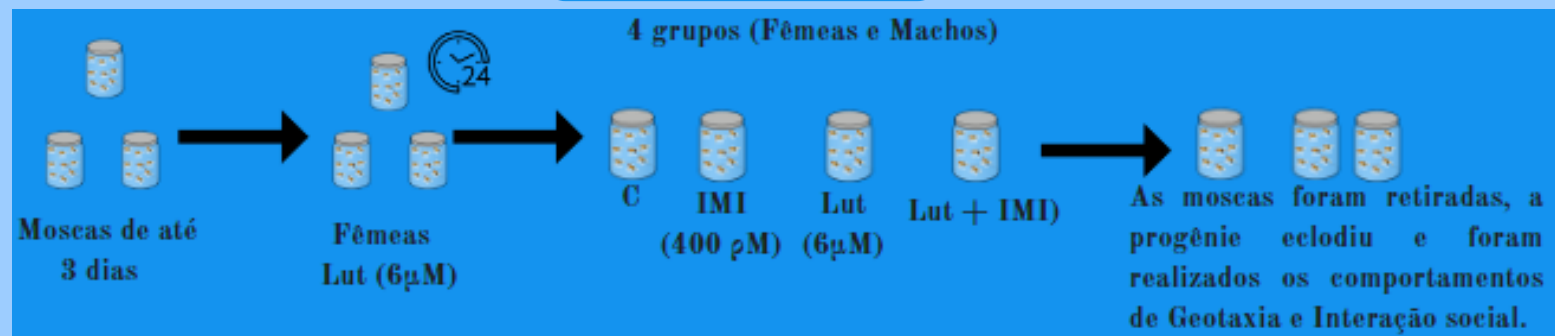 4 grupos (Fêmeas e Machos)
24
Moscas de até
3 dias
Fêmeas
Lut (6µM)
C
IMI
(400 ρM)
Lut
(6µM)
Lut + IMI)
As moscas foram retiradas, a
progênie eclodiu e foram
realizados os comportamentos
de Geotaxia e Interação social.